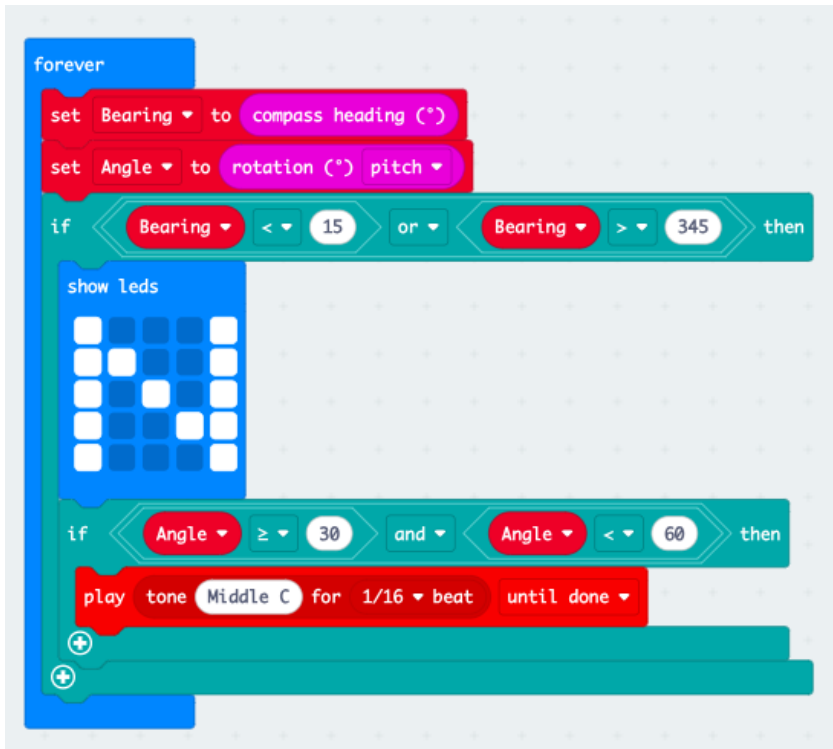 forever
set Bearing to compass heading (°)
set Angle to rotation (°) pitch
if Bearing < 15 or Bearing > 345 then
show leds
if Angle ≥ 30 and Angle < 60 then
play tone Middle C for 1/16 beat until done